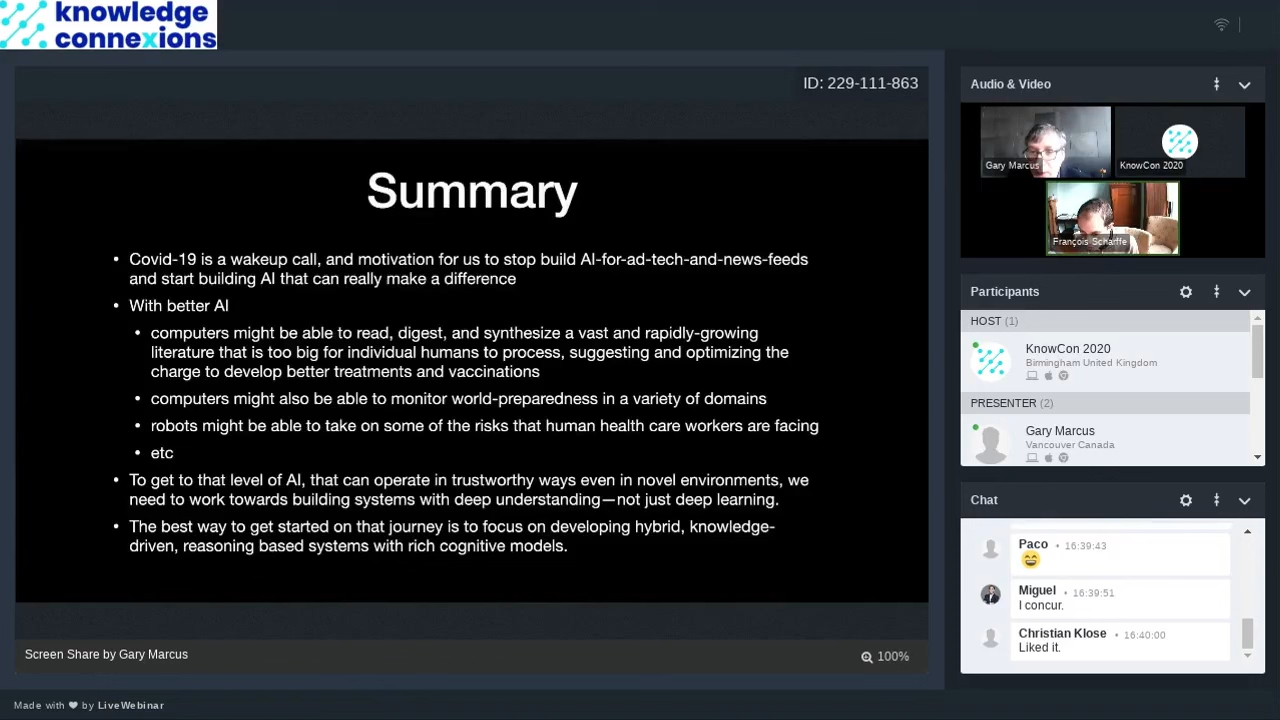 knowledge
connexions
ID: 229-111-863
Summary
• Covid-19 is a wakeup call, and motivation for us to stop build AI-for-ad-tech-and-news-feeds
and start building AI that can really make a difference
• With better AI
• computers might be able to read, digest, and synthesize a vast and rapidly-growing
literature that is too big for individual humans to process, suggesting and optimizing the
charge to develop better treatments and vaccinations
• computers might also be able to monitor world-preparedness in a variety of domains
• robots might be able to take on some of the risks that human health care workers are facing
• etc
• To get to that level of AI, that can operate in trustworthy ways even in novel environments, we
need to work towards building systems with deep understanding—not just deep learning.
• The best way to get started on that journey is to focus on developing hybrid, knowledge-
driven, reasoning based systems with rich cognitive models.
Screen Share by Gary Marcus
100%
Audio & Video
Gary Marcus
KnowCon 2020
François Scharffe
Participants
HOST (1)
KnowCon 2020
Birmingham United Kingdom
PRESENTER (2)
Gary Marcus
Vancouver Canada
Chat
Paco • 16:39:43
😄
Miguel • 16:39:51
I concur.
Christian Klose • 16:40:00
Liked it.
Made with ❤ by LiveWebinar